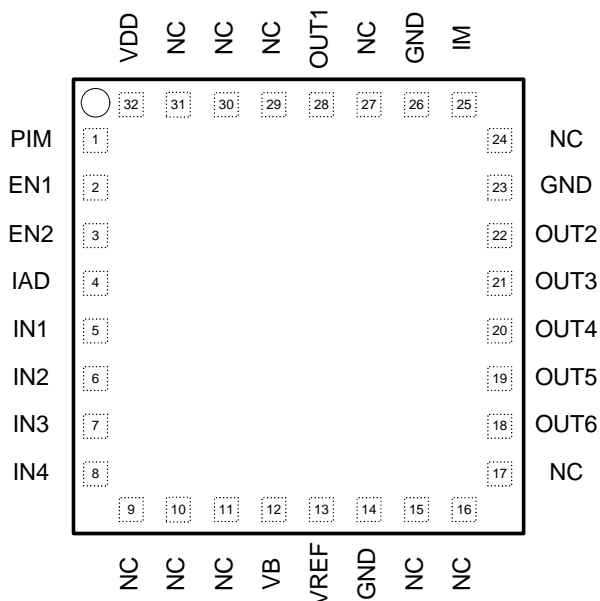 VDD NC NC NC OUT1 NC GND IM
32 31 30 29 28 27 26 25
PIM 1 24 NC
EN1 2 23 GND
EN2 3 22 OUT2
IAD 4 21 OUT3
IN1 5 20 OUT4
IN2 6 19 OUT5
IN3 7 18 OUT6
IN4 8 17 NC
9 10 11 12 13 14 15 16
NC NC NC VB VREF GND NC NC